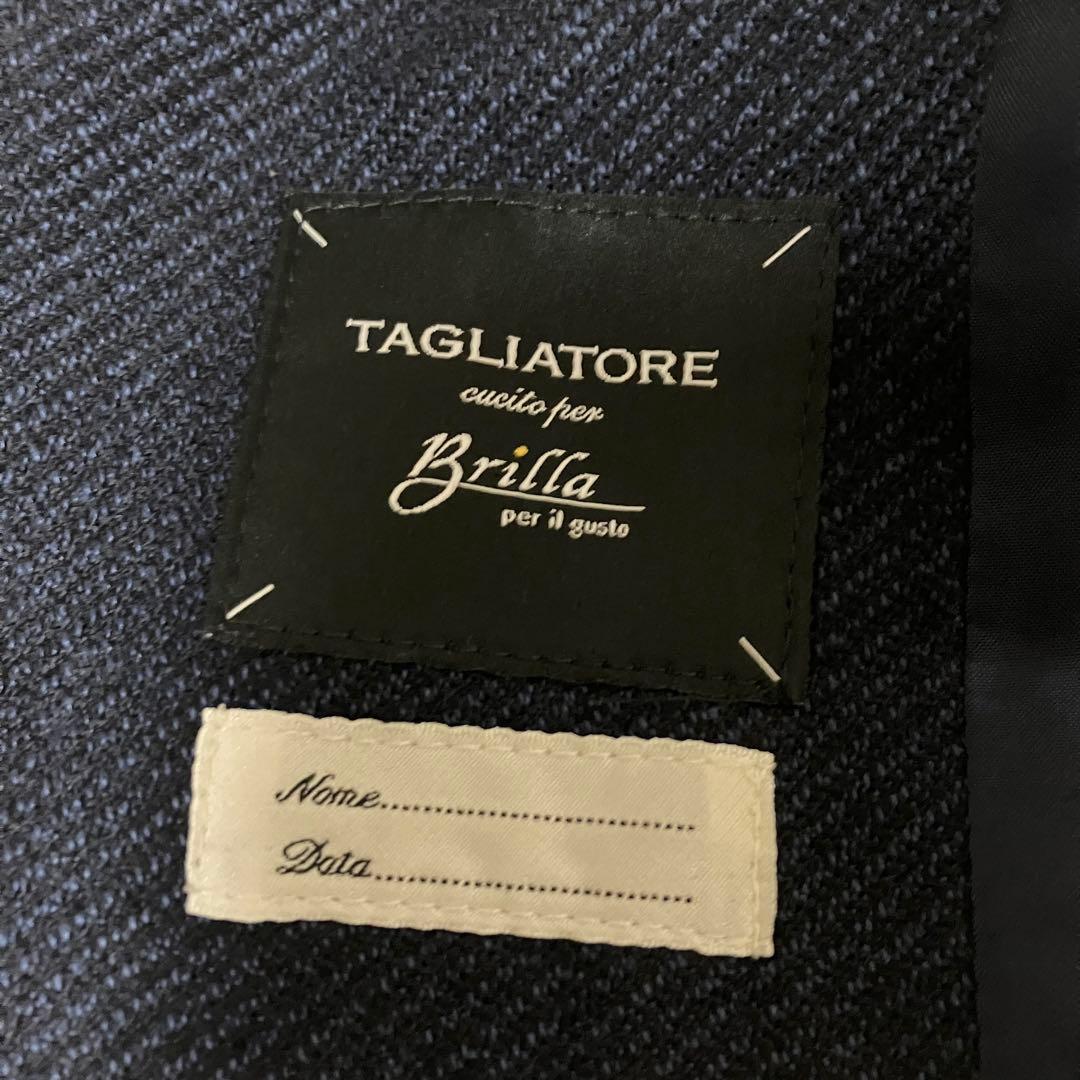 TAGLIATORE
cucito per
Brilla
per il gusto
Nome..............................
Data..............................